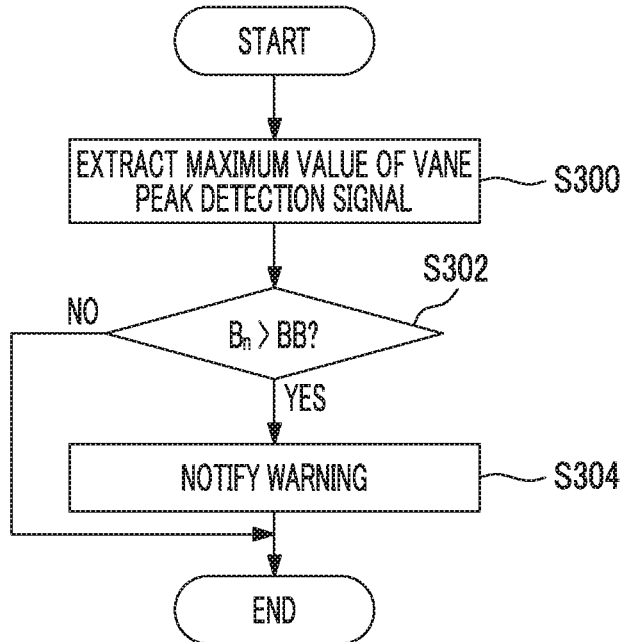 START
EXTRACT MAXIMUM VALUE OF VANE
PEAK DETECTION SIGNAL
S300
S302
NO
Bn > BB?
YES
NOTIFY WARNING
S304
END